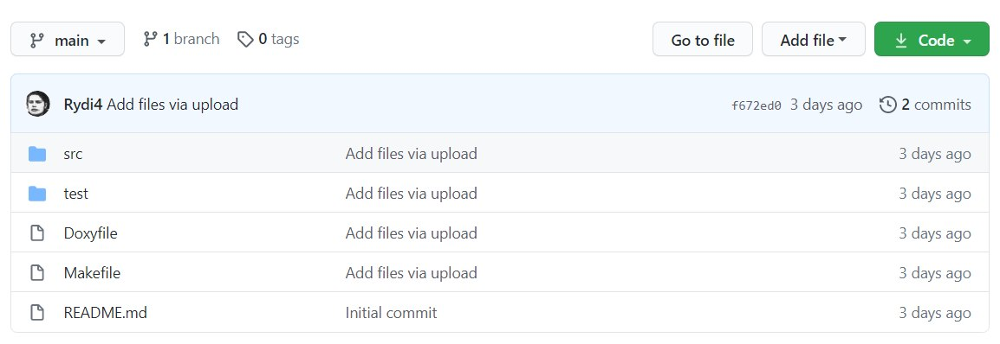 main 1 branch 0 tags Go to file Add file Code
Rydi4 Add files via upload f672ed0 3 days ago 2 commits
src Add files via upload 3 days ago
test Add files via upload 3 days ago
Doxyfile Add files via upload 3 days ago
Makefile Add files via upload 3 days ago
README.md Initial commit 3 days ago